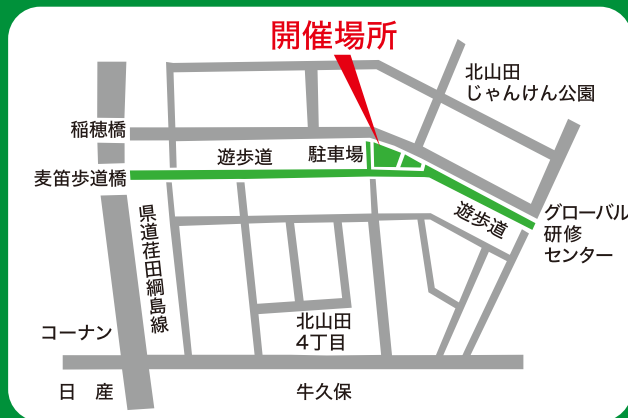 開催場所
北山田
じゃんけん公園
稲穂橋
遊歩道
駐車場
麦笛歩道橋
遊歩道
グローバル
研修
センター
県道荏田綱島線
コーナン
北山田
4丁目
日産
牛久保